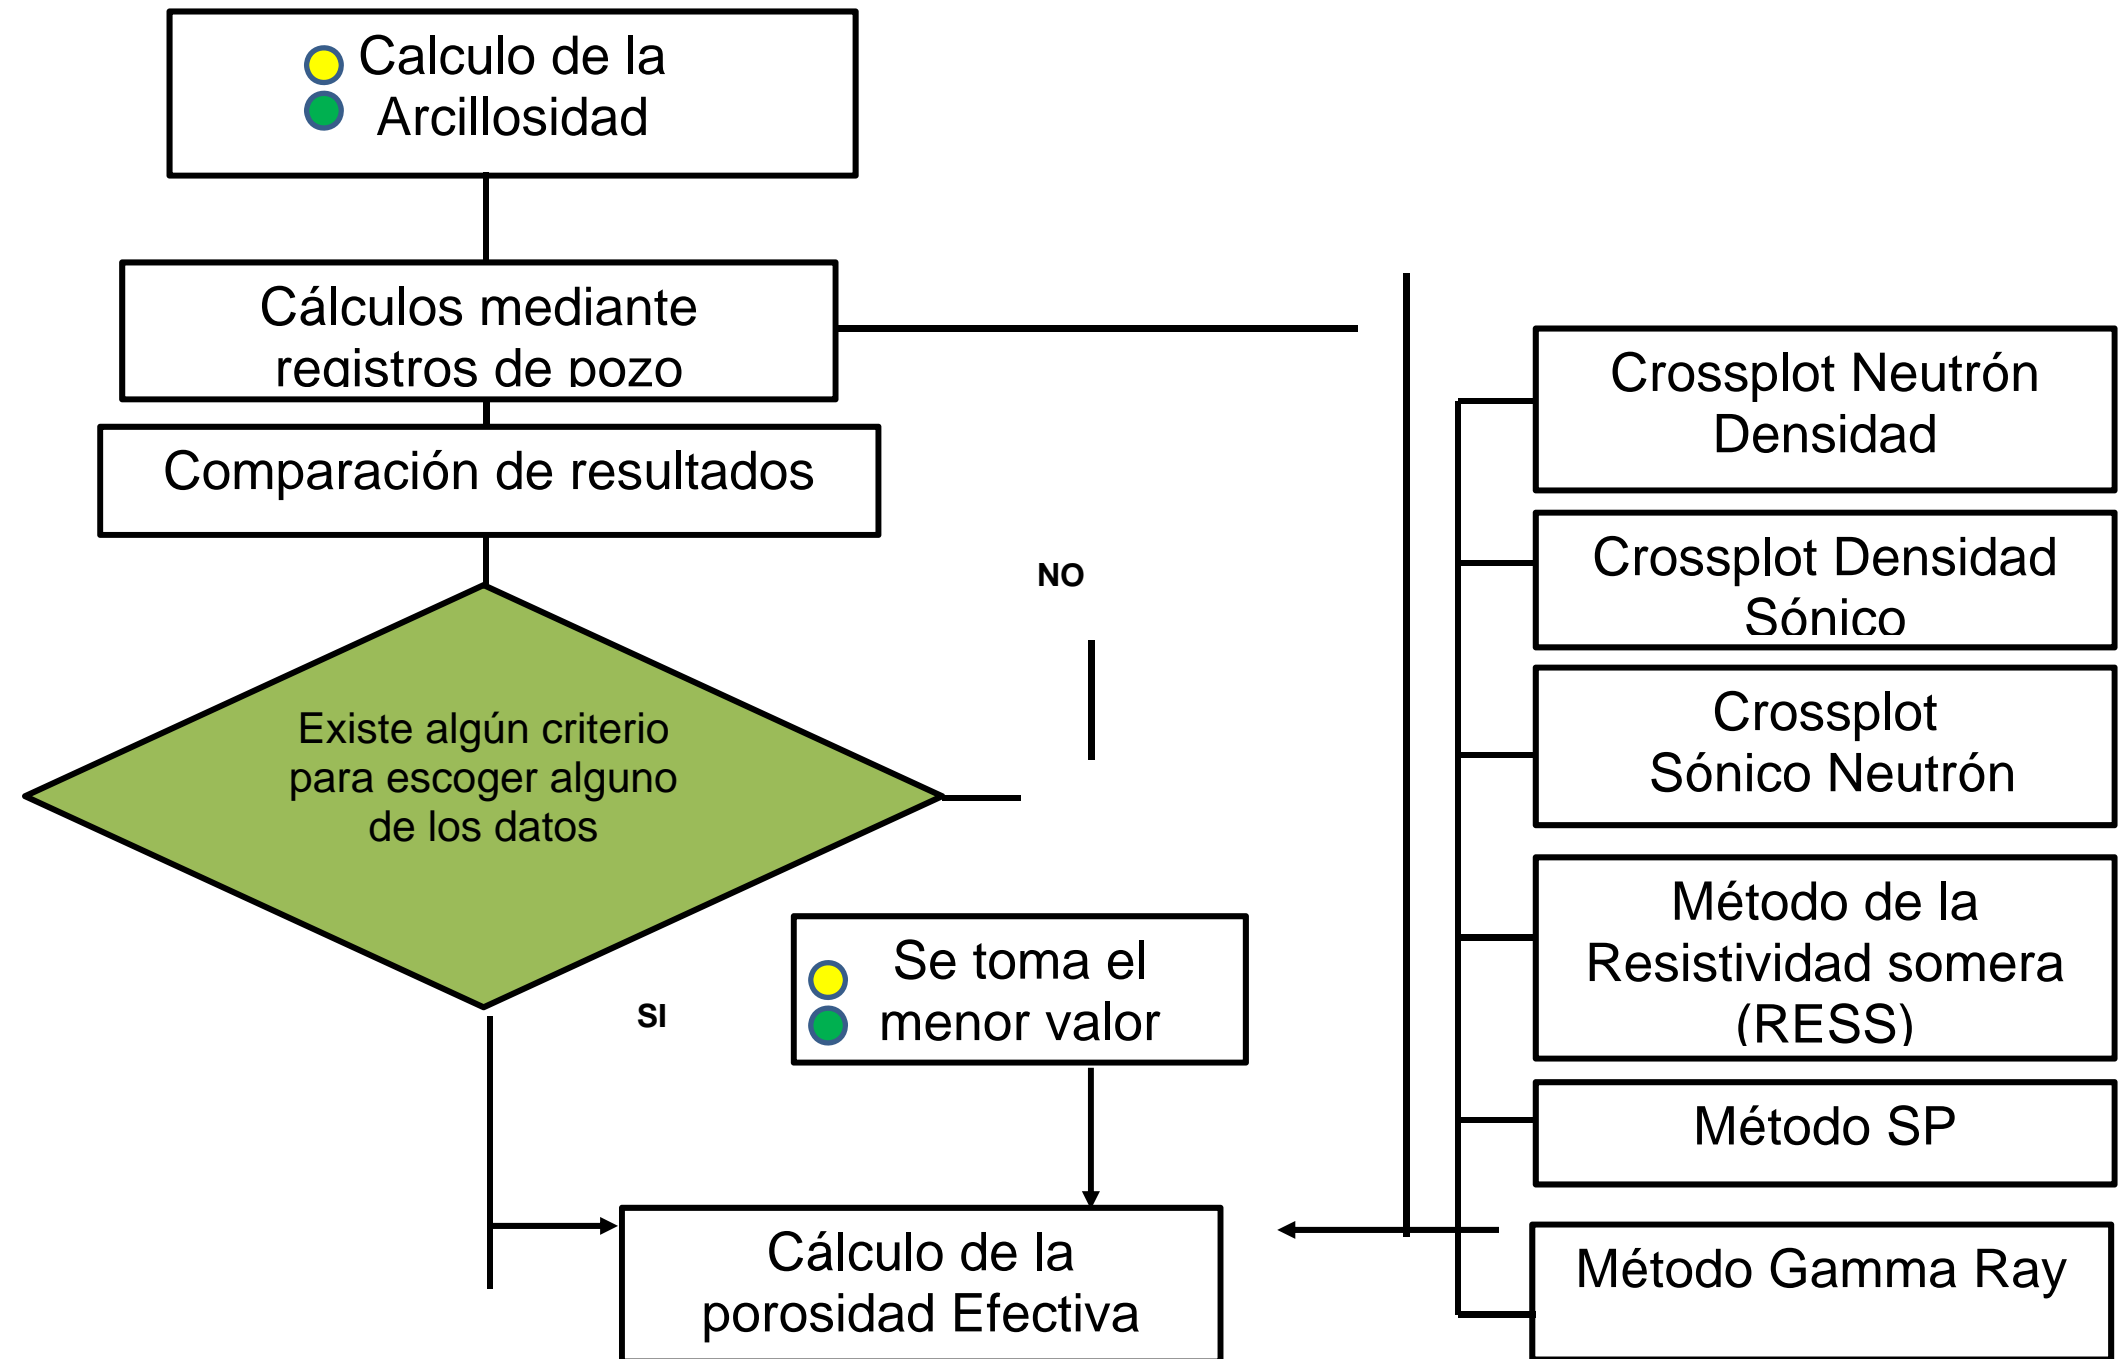 Calculo de la
Arcillosidad
Cálculos mediante
registros de pozo
Comparación de resultados
NO
Existe algún criterio
para escoger alguno
de los datos
SI
Se toma el
menor valor
Cálculo de la
porosidad Efectiva
Crossplot Neutrón
Densidad
Crossplot Densidad
Sónico
Crossplot
Sónico Neutrón
Método de la
Resistividad somera
(RESS)
Método SP
Método Gamma Ray